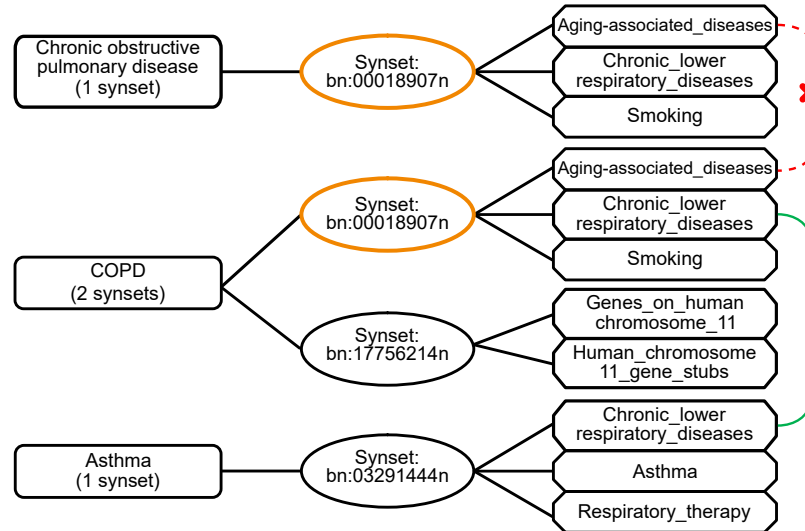 Chronic obstructive
pulmonary disease
(1 synset)
Synset:
bn:00018907n
Aging-associated_diseases
Chronic_lower
respiratory_diseases
Smoking
COPD
(2 synsets)
Synset:
bn:00018907n
Aging-associated_diseases
Chronic_lower
respiratory_diseases
Smoking
Synset:
bn:17756214n
Genes_on_human
chromosome_11
Human_chromosome
11_gene_stubs
Asthma
(1 synset)
Synset:
bn:03291444n
Chronic_lower
respiratory_diseases
Asthma
Respiratory_therapy